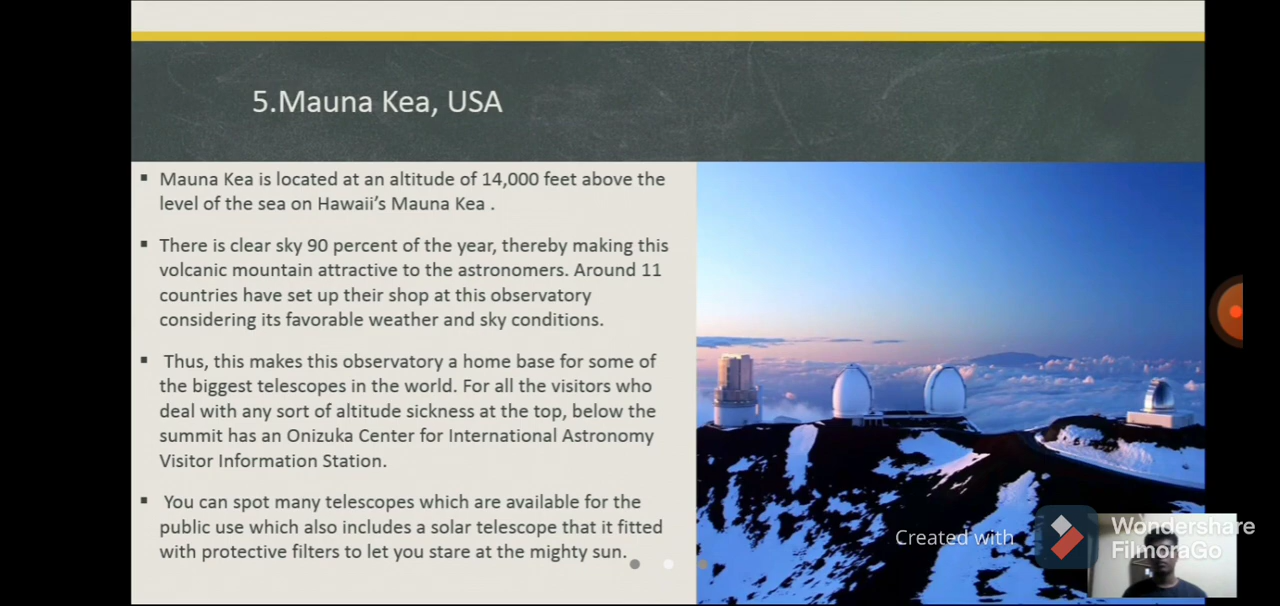 5.Mauna Kea, USA
▪ Mauna Kea is located at an altitude of 14,000 feet above the
level of the sea on Hawaii’s Mauna Kea .
▪ There is clear sky 90 percent of the year, thereby making this
volcanic mountain attractive to the astronomers. Around 11
countries have set up their shop at this observatory
considering its favorable weather and sky conditions.
▪ Thus, this makes this observatory a home base for some of
the biggest telescopes in the world. For all the visitors who
deal with any sort of altitude sickness at the top, below the
summit has an Onizuka Center for International Astronomy
Visitor Information Station.
▪ You can spot many telescopes which are available for the
public use which also includes a solar telescope that it fitted
with protective filters to let you stare at the mighty sun.
Created with
Wondershare
FilmoraGo